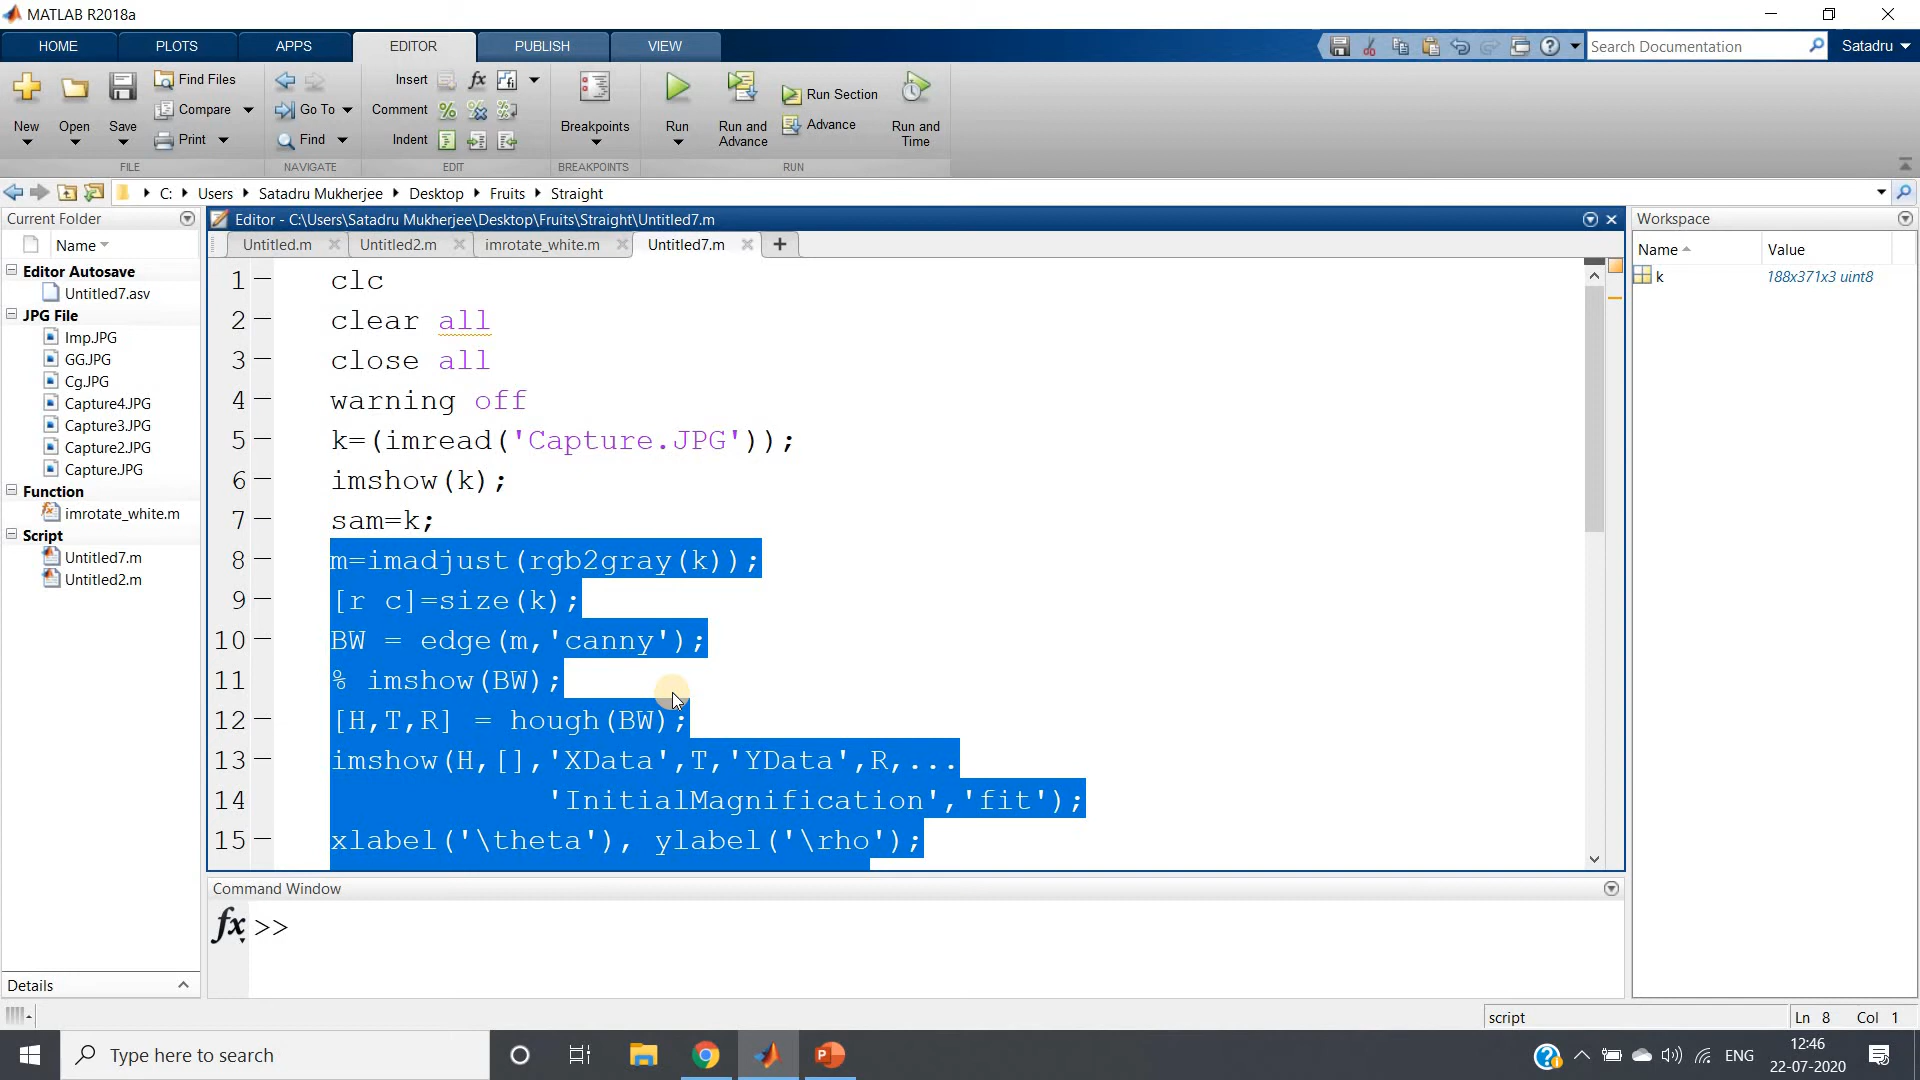 MATLAB R2018a
HOME PLOTS APPS EDITOR PUBLISH VIEW Search Documentation Satadru
New Open Save Find Files Compare Print Go To Find Insert fx Comment Indent Breakpoints Run Run and Advance Run Section Advance Run and Time
FILE NAVIGATE EDIT BREAKPOINTS RUN
C: Users Satadru Mukherjee Desktop Fruits Straight
Current Folder
Name
Editor Autosave
Untitled7.asv
JPG File
Imp.JPG
GG.JPG
Cg.JPG
Capture4.JPG
Capture3.JPG
Capture2.JPG
Capture.JPG
Function
imrotate_white.m
Script
Untitled7.m
Untitled2.m
Details
Editor - C:\Users\Satadru Mukherjee\Desktop\Fruits\Straight\Untitled7.m
Untitled.m Untitled2.m imrotate_white.m Untitled7.m
1 clc
2 clear all
3 close all
4 warning off
5 k=(imread('Capture.JPG'));
6 imshow(k);
7 sam=k;
8 m=imadjust(rgb2gray(k));
9 [r c]=size(k);
10 BW = edge(m,'canny');
11 % imshow(BW);
12 [H,T,R] = hough(BW);
13 imshow(H,[],'XData',T,'YData',R,...
14 'InitialMagnification','fit');
15 xlabel('\theta'), ylabel('\rho');
Command Window
fx >>
Workspace
Name Value
k 188x371x3 uint8
script Ln 8 Col 1
Type here to search
ENG
12:46
22-07-2020